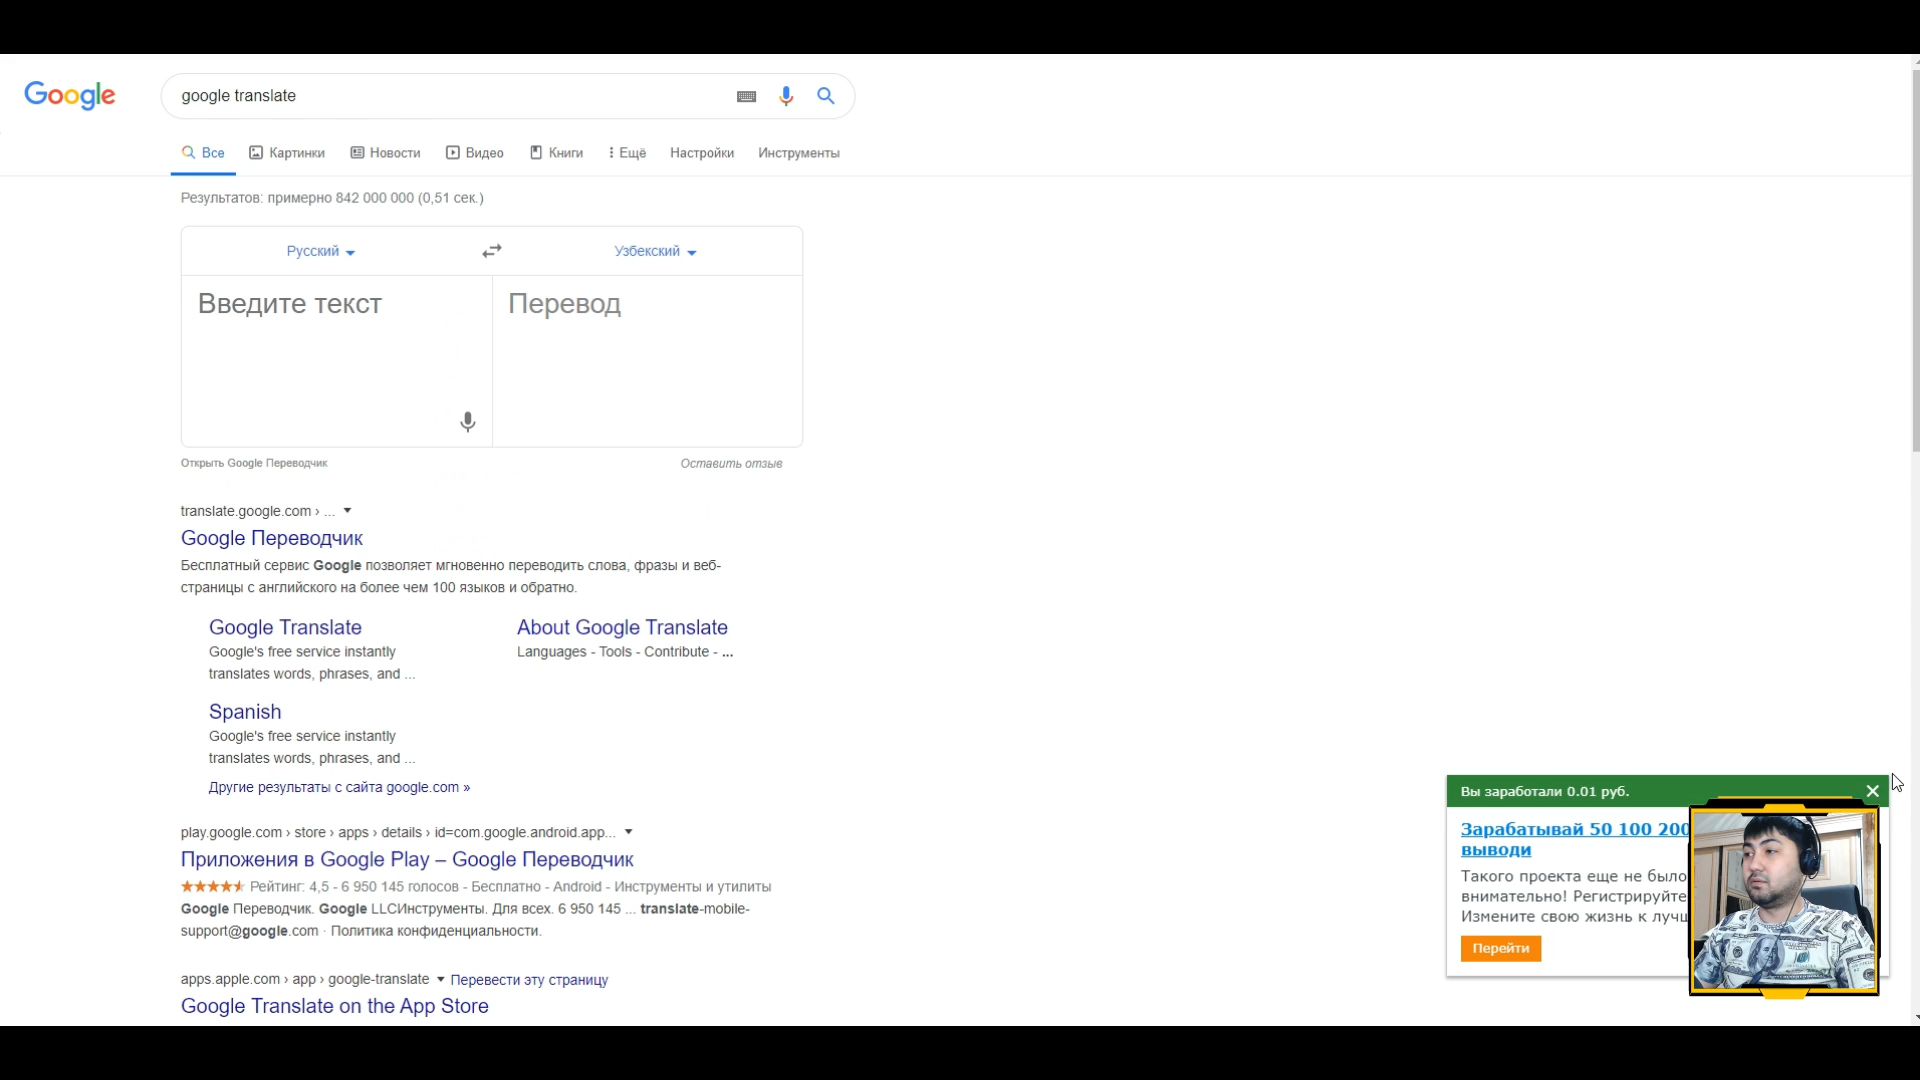 Google
google translate
Все
Картинки
Новости
Видео
Книги
Ещё
Настройки
Инструменты
Результатов: примерно 842 000 000 (0,51 сек.)
Русский
Узбекский
Введите текст
Перевод
Открыть Google Переводчик
Оставить отзыв
translate.google.com › ...
Google Переводчик
Бесплатный сервис Google позволяет мгновенно переводить слова, фразы и веб-
страницы с английского на более чем 100 языков и обратно.
Google Translate
Google's free service instantly
translates words, phrases, and ...
About Google Translate
Languages - Tools - Contribute - ...
Spanish
Google's free service instantly
translates words, phrases, and ...
Другие результаты с сайта google.com »
play.google.com › store › apps › details › id=com.google.android.app...
Приложения в Google Play – Google Переводчик
Рейтинг: 4,5 - 6 950 145 голосов - Бесплатно - Android - Инструменты и утилиты
Google Переводчик. Google LLCИнструменты. Для всех. 6 950 145 ... translate-mobile-
support@google.com · Политика конфиденциальности.
apps.apple.com › app › google-translate
Перевести эту страницу
Google Translate on the App Store
Вы заработали 0.01 руб.
Зарабатывай 50 100 200
выводи
Такого проекта еще не было
внимательно! Регистрируйте
Измените свою жизнь к
Перейти